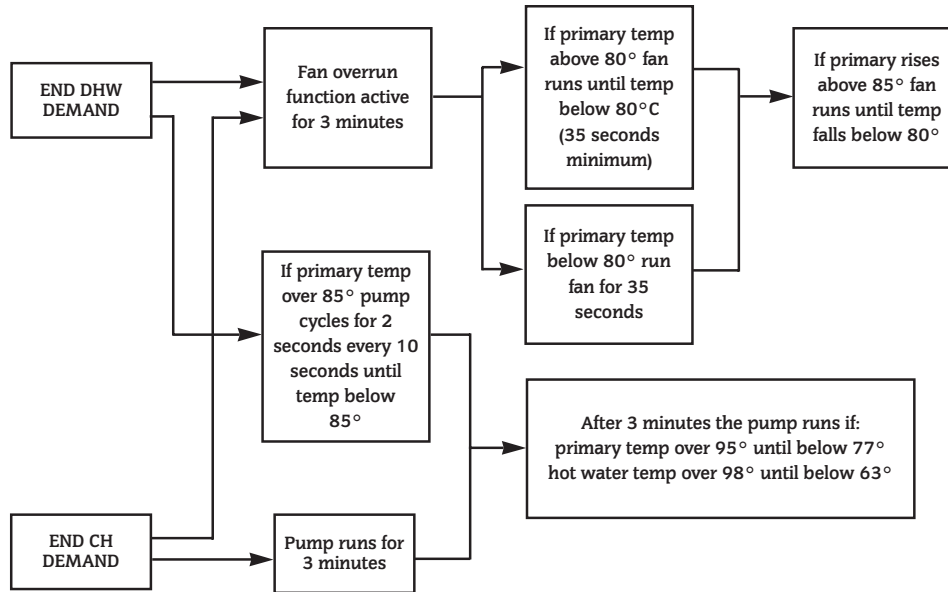 END DHW
DEMAND
Fan overrun
function active
for 3 minutes
If primary temp
above 80° fan
runs until temp
below 80°C
(35 seconds
minimum)
If primary rises
above 85° fan
runs until temp
falls below 80°
If primary temp
below 80° run
fan for 35
seconds
If primary temp
over 85° pump
cycles for 2
seconds every 10
seconds until
temp below
85°
After 3 minutes the pump runs if:
primary temp over 95° until below 77°
hot water temp over 98° until below 63°
END CH
DEMAND
Pump runs for
3 minutes